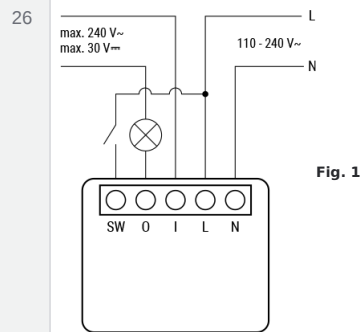 26
L
max. 240 V~
max. 30 V⎓
110 - 240 V~
N
Fig. 1
SW O I L N